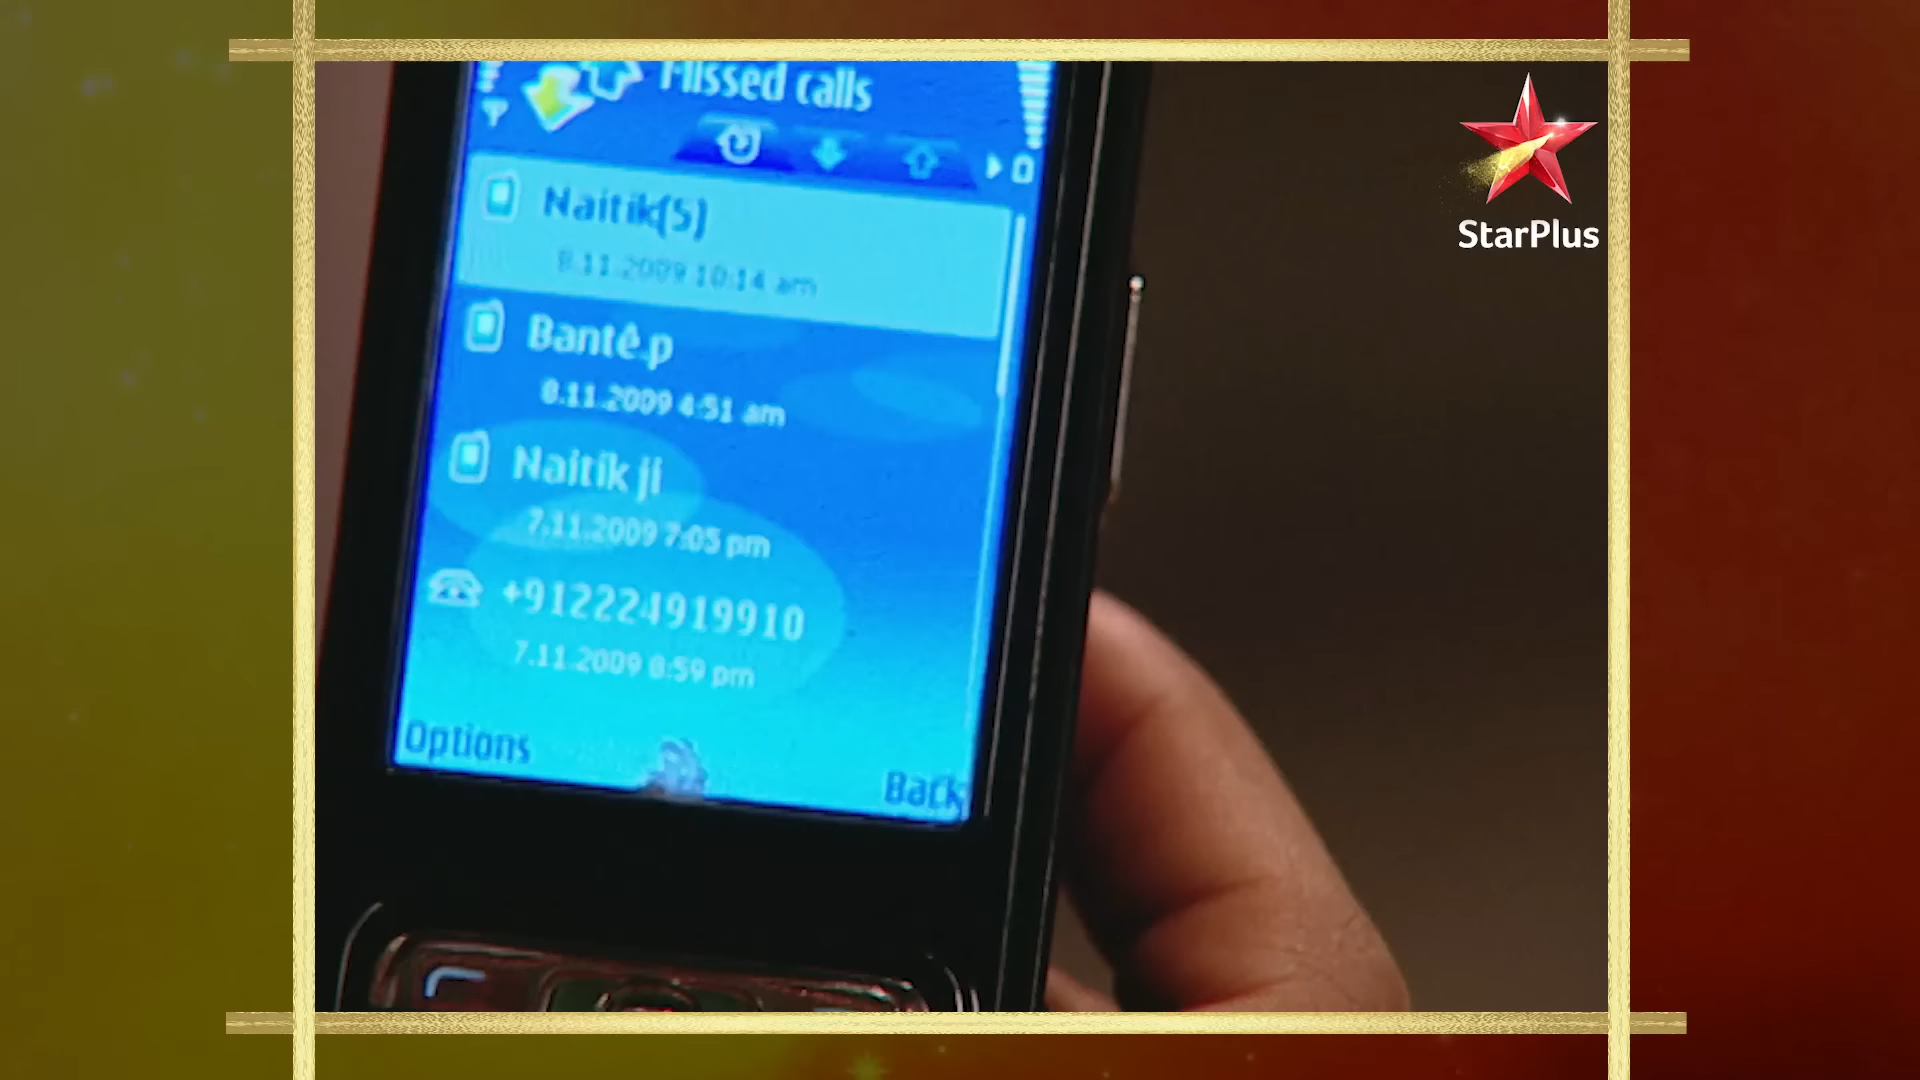 Missed calls
Naitik(5)
8.11.2009 10:14 am
Bantê.p
8.11.2009 4:51 am
Naitik ji
7.11.2009 7:05 pm
+912224919910
7.11.2009 6:59 pm
Options
Back
StarPlus